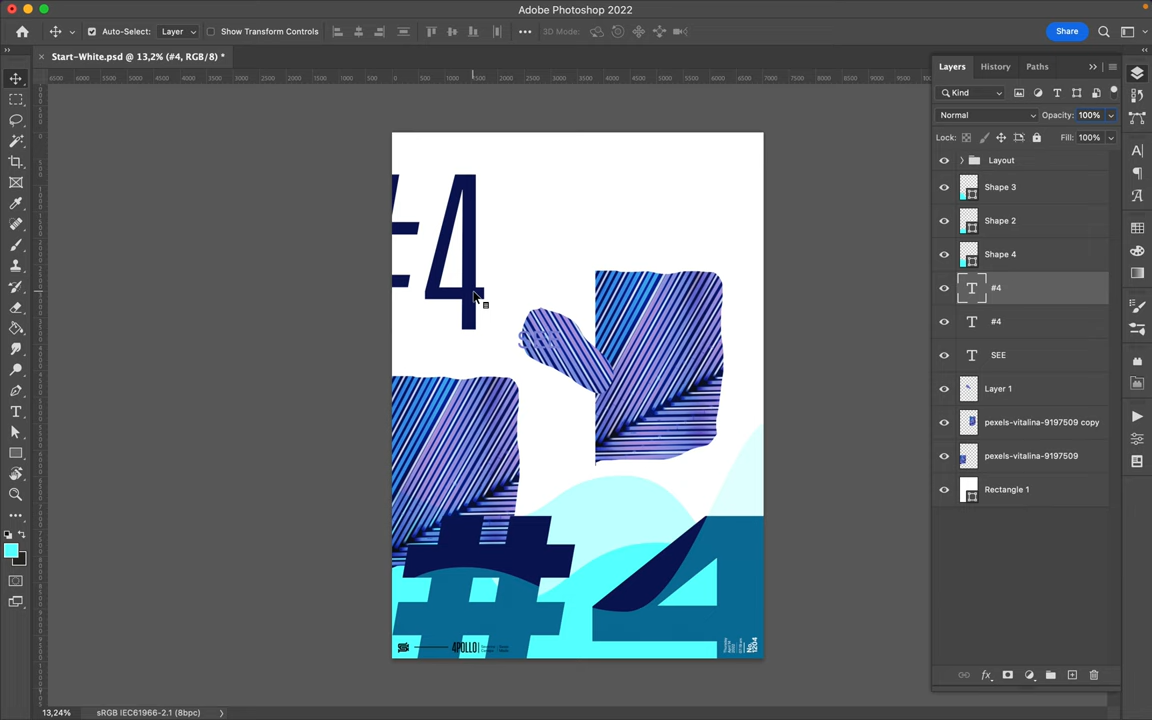 Adobe Photoshop 2022
Auto-Select:
Layer
Show Transform Controls
3D Mode:
Share
Start-White.psd @ 13,2% (#4, RGB/8) *
Layers
History
Paths
Kind
Normal
Opacity:
100%
Lock:
Fill:
100%
Layout
Shape 3
Shape 2
Shape 4
#4
#4
SEE
Layer 1
pexels-vitalina-9197509 copy
pexels-vitalina-9197509
Rectangle 1
#4
SEE
#4
4POLLO
13,24%
sRGB IEC61966-2.1 (8bpc)